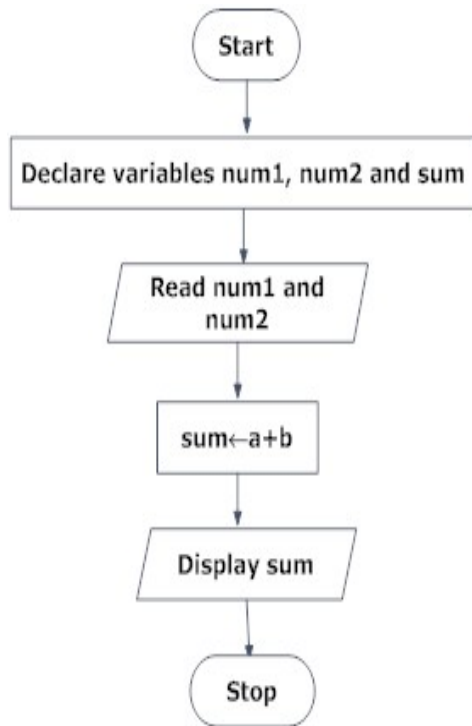 Start
Declare variables num1, num2 and sum
Read num1 and
num2
sum←a+b
Display sum
Stop